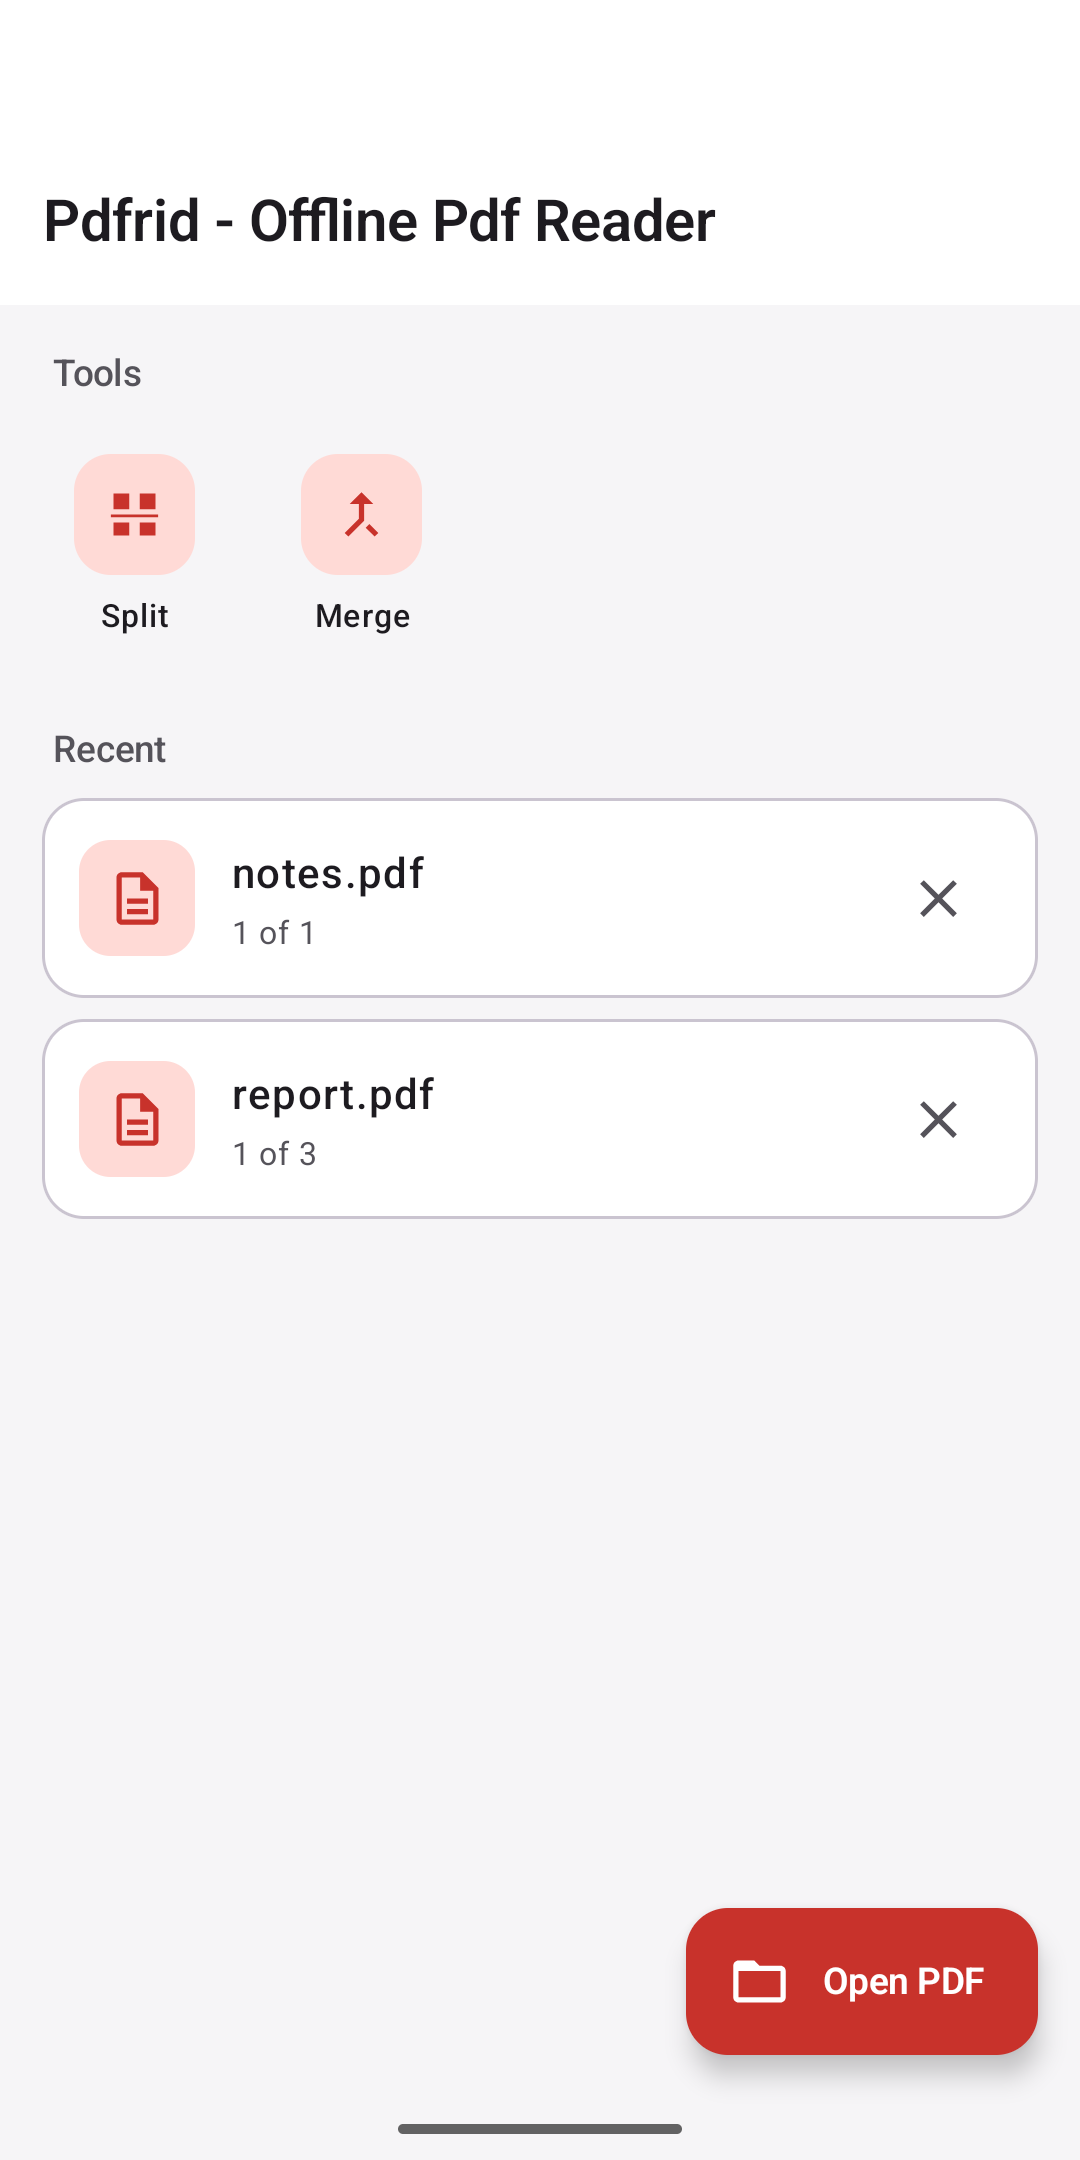 Pdfrid - Offline Pdf Reader
Tools
Split
Merge
Recent
notes.pdf
1 of 1
report.pdf
1 of 3
Open PDF